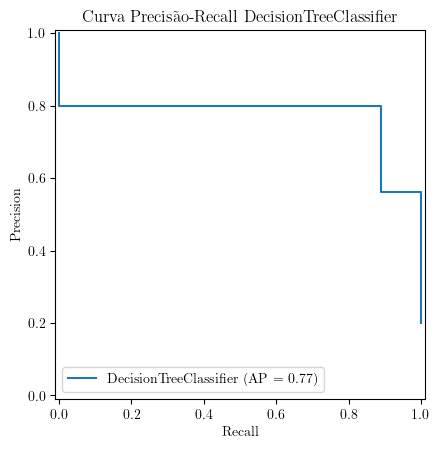 Curva Precisão-Recall DecisionTreeClassifier
1.0
0.8
0.6
0.4
0.2
0.0
Precision
DecisionTreeClassifier (AP = 0.77)
0.0 0.2 0.4 0.6 0.8 1.0
Recall